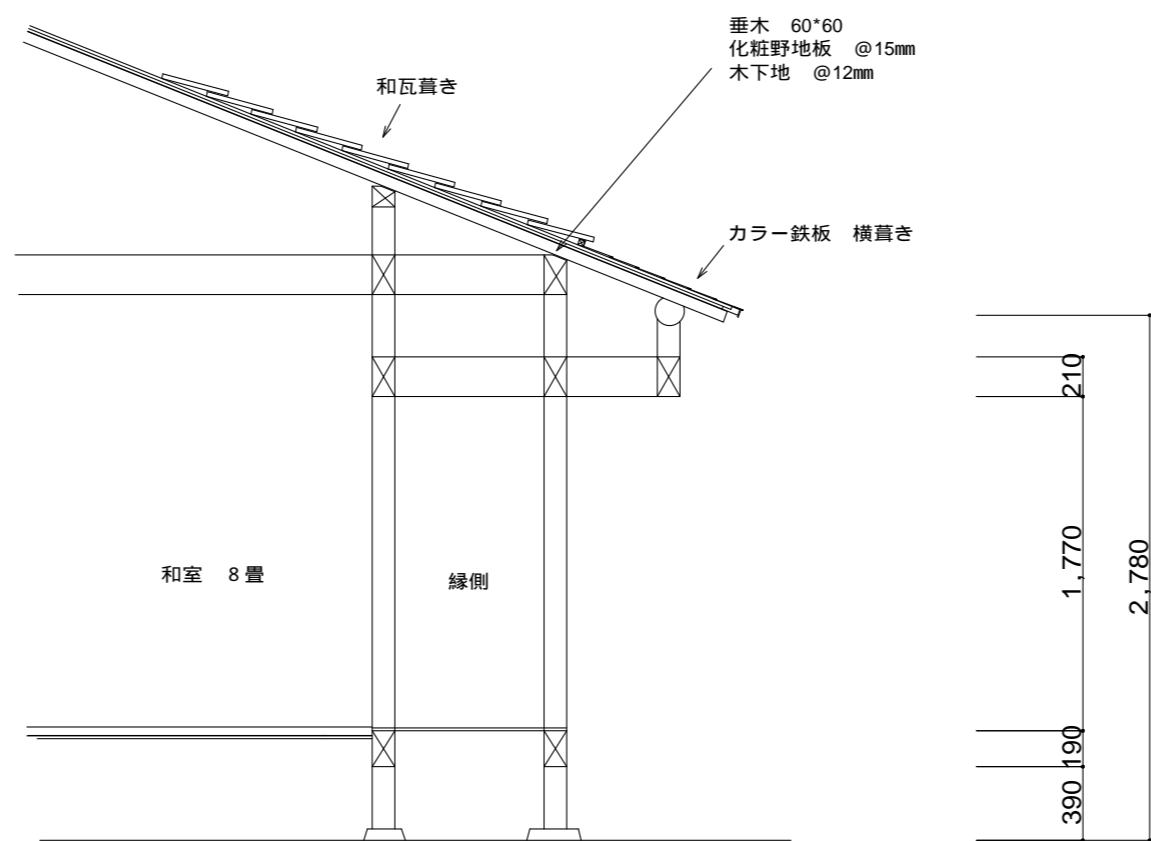 垂木　60*60
化粧野地板　@15mm
木下地　@12mm
和瓦葺き
カラー鉄板　横葺き
210
1,770
2,780
和室　8畳
縁側
190
390